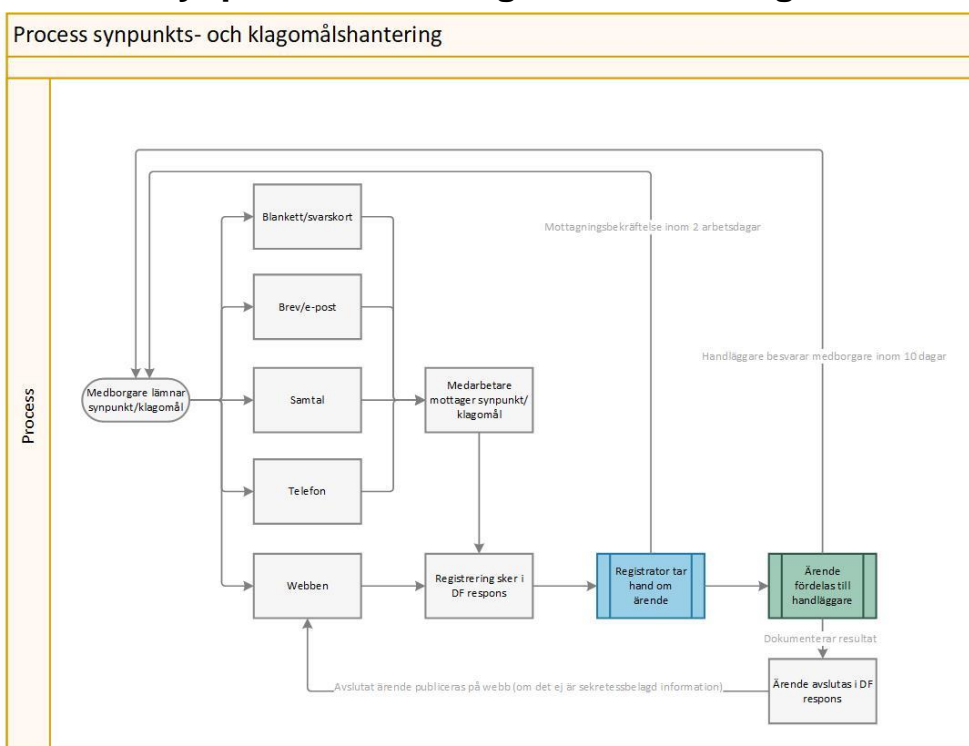 Process synpunkts- och klagomålshantering
Process
Blankett/svarskort
Mottagningsbekräftelse inom 2 arbetsdagar
Brev/e-post
Handläggare besvarar medborgare inom 10 dagar
Medborgare lämnar
synpunkt/klagomål
Samtal
Medarbetare
mottager synpunkt/
klagomål
Telefon
Webben
Registrering sker i
DF respons
Registrator tar
hand om
ärende
Ärende
fördelas till
handläggare
Dokumenterar resultat
Avslutat ärende publiceras på webb (om det ej är sekretessbelagd information)
Ärende avslutas i DF
respons